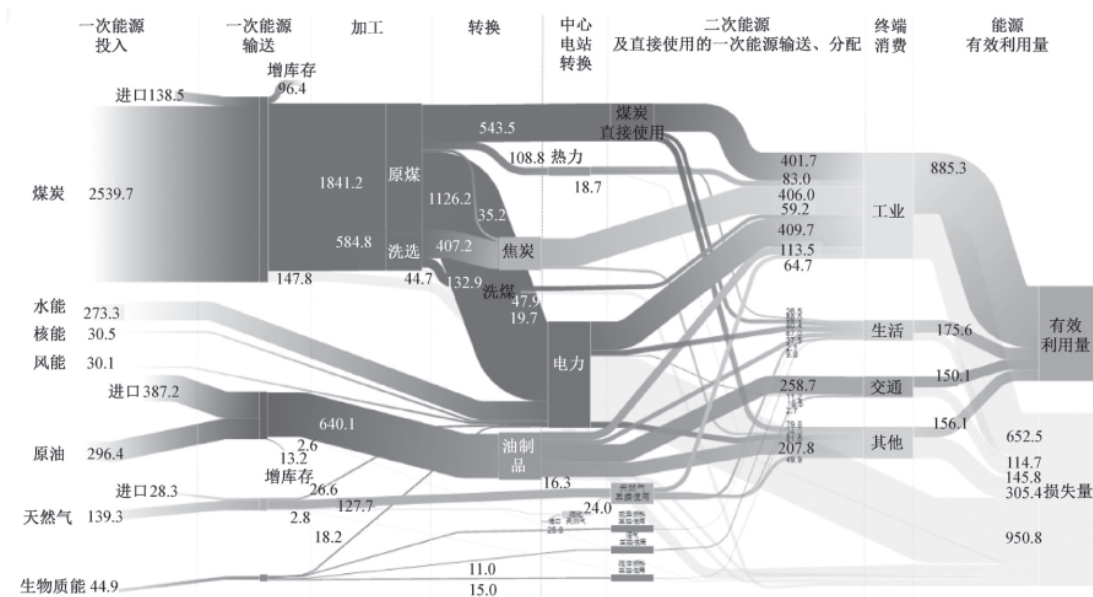 一次能源
投入
一次能源
输送
加工
转换
中心
电站
转换
二次能源
及直接使用的一次能源输送、分配
终端
消费
能源
有效利用量
增库存
96.4
进口138.5
煤炭
2539.7
1841.2
原煤
584.8
洗选
147.8
44.7
543.5
108.8
热力
18.7
1126.2
35.2
407.2
焦炭
132.9
洗煤
47.9
19.7
煤炭
直接使用
401.7
83.0
406.0
59.2
409.7
113.5
64.7
工业
885.3
水能
273.3
核能
30.5
风能
30.1
电力
生活
175.6
有效
利用量
进口387.2
原油
296.4
640.1
2.6
13.2
增库存
油制
品
16.3
258.7
交通
150.1
207.8
其他
156.1
652.5
114.7
145.8
305.4
损失量
950.8
进口28.3
天然气
139.3
26.6
127.7
2.8
天然气
直接使用
24.0
18.2
生物质能 44.9
11.0
15.0